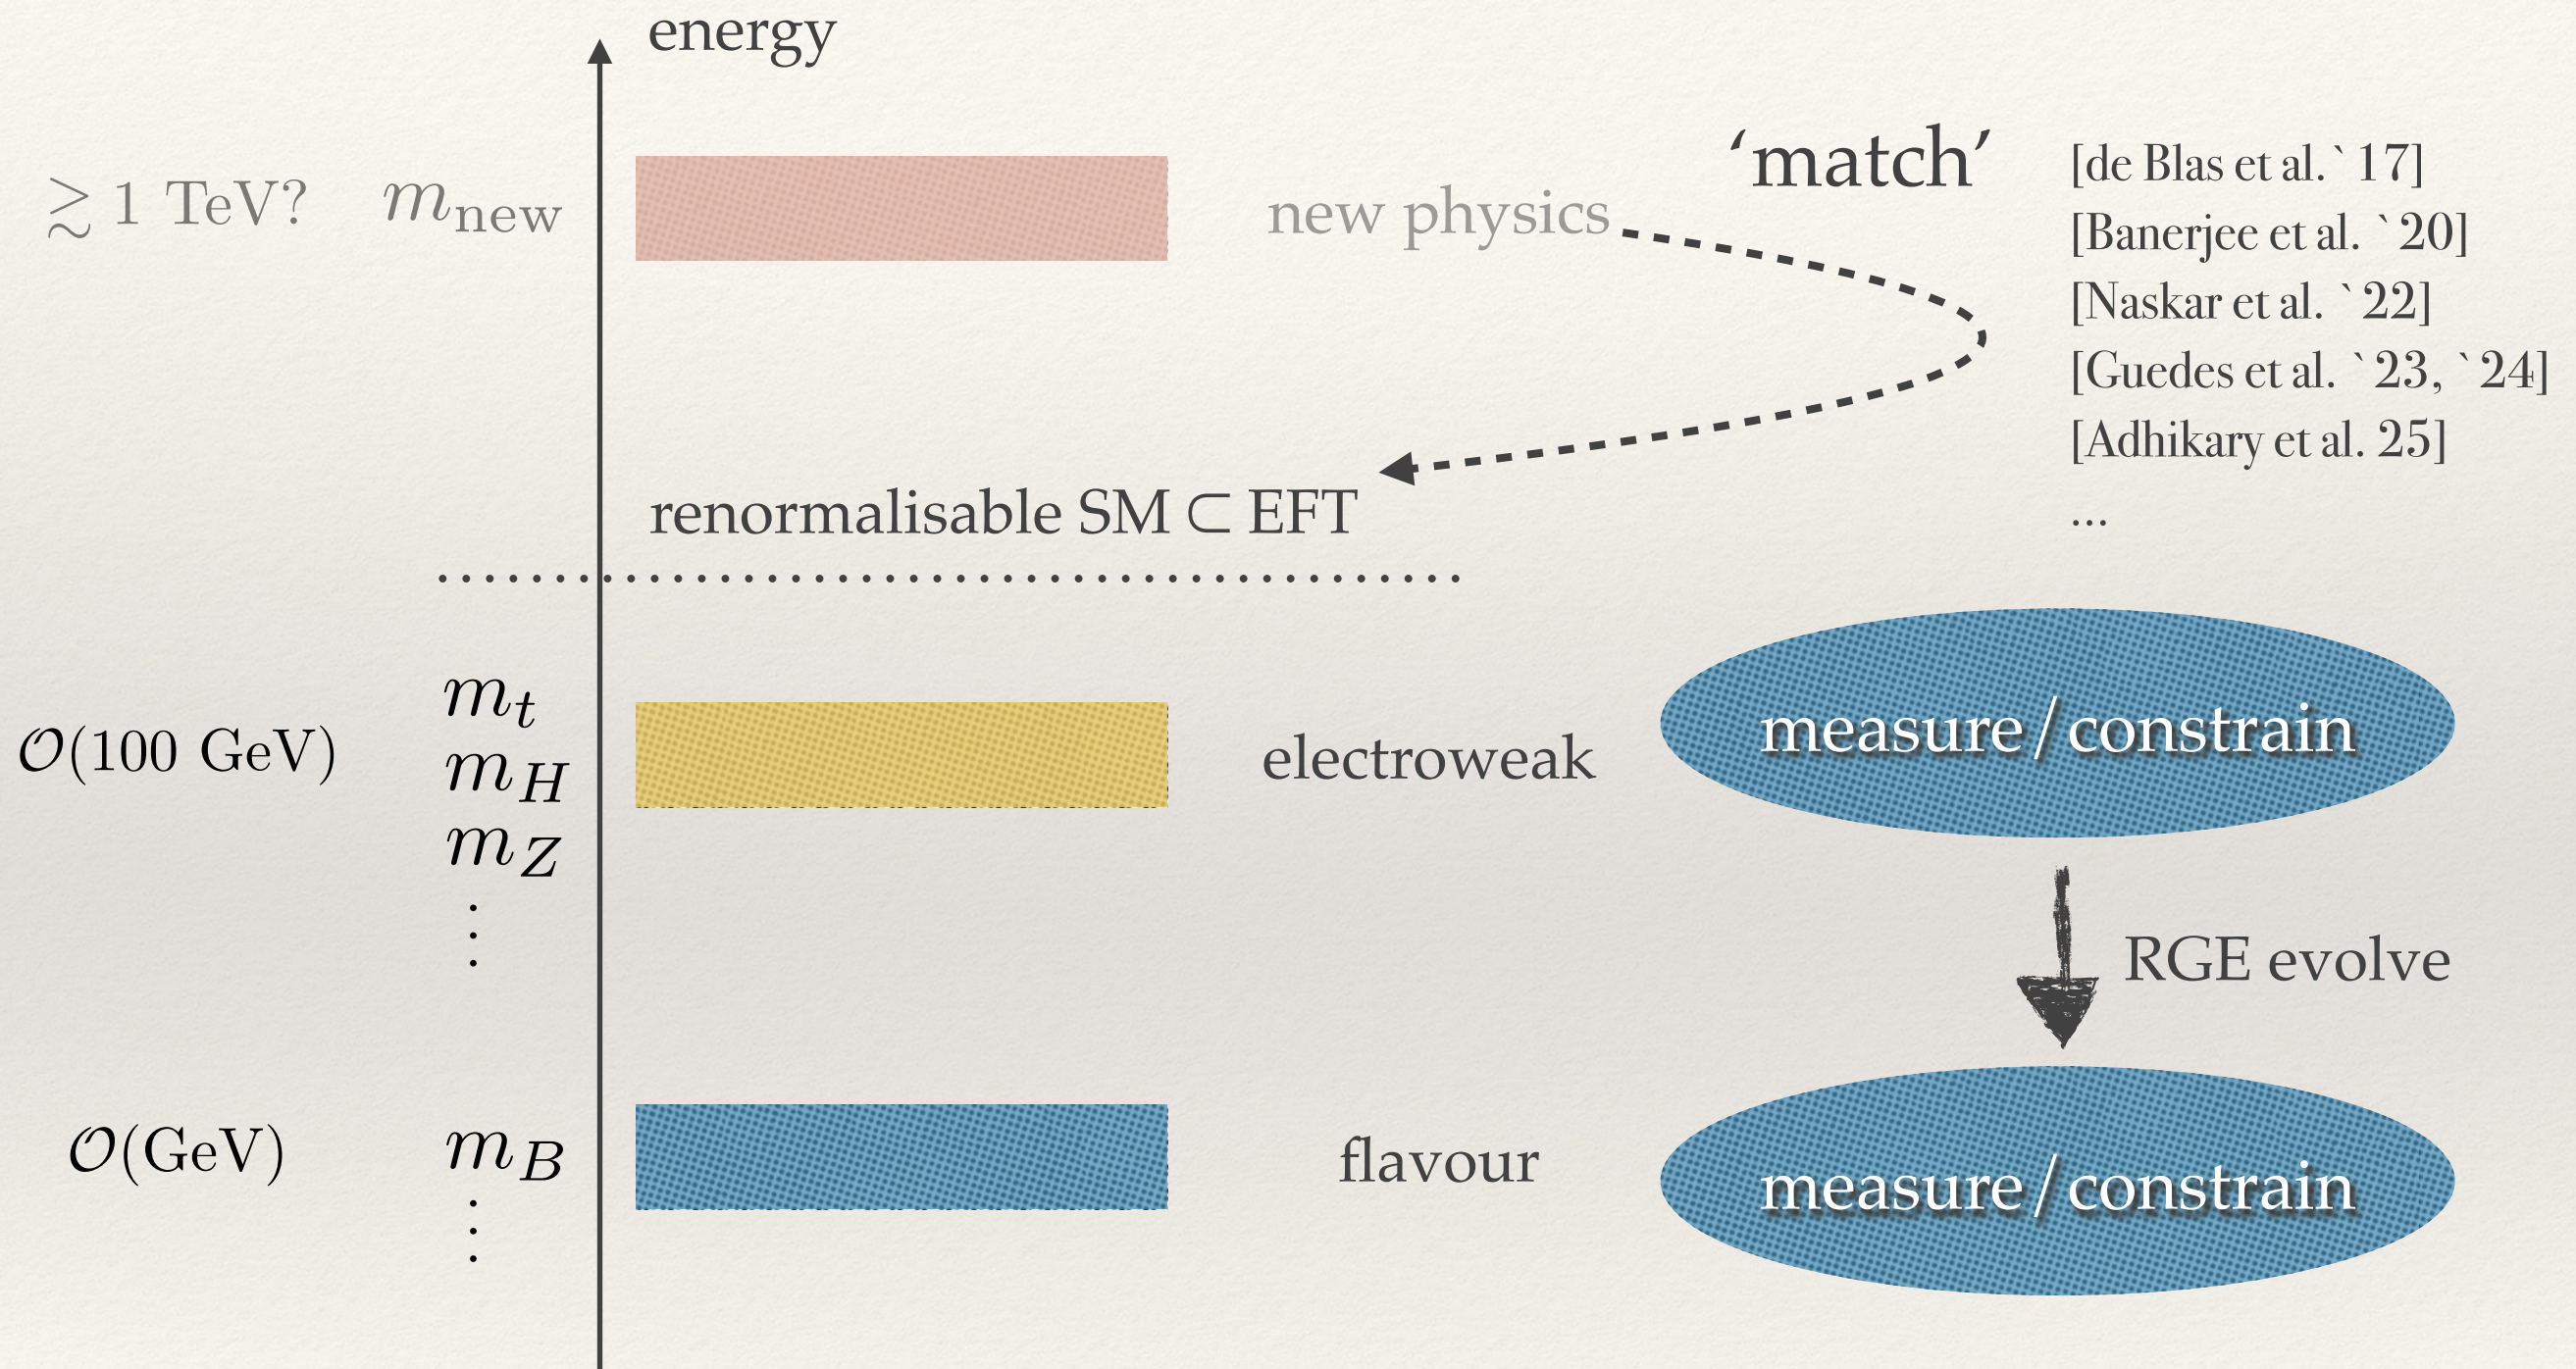 energy
≳ 1 TeV? m_new new physics
‘match’
[de Blas et al.`17]
[Banerjee et al. `20]
[Naskar et al. `22]
[Guedes et al. `23, `24]
[Adhikary et al. 25]
...
renormalisable SM ⊂ EFT
𝒪(100 GeV)
m_t
m_H
m_Z
⋮
electroweak
measure/constrain
RGE evolve
𝒪(GeV)
m_B
⋮
flavour
measure/constrain